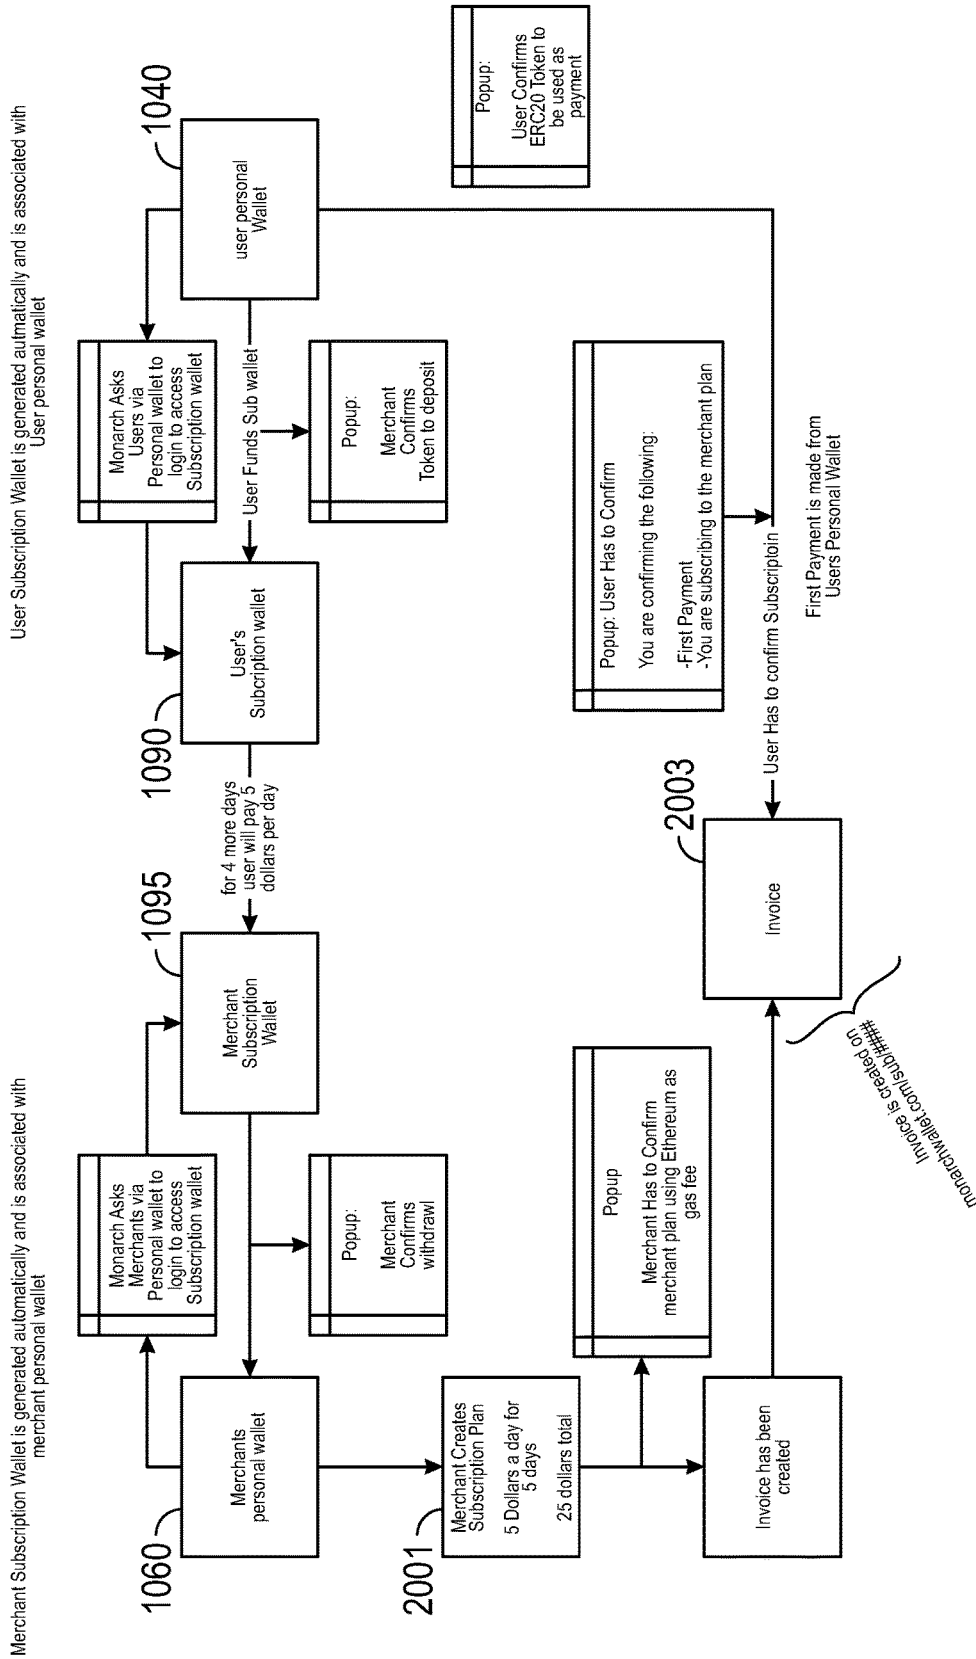 Merchant Subscription Wallet is generated automatically and is associated with
merchant personal wallet
User Subscription Wallet is generated autmatically and is associated with
User personal wallet
Monarch Asks
Merchants via
Personal wallet to
login to access
Subscription wallet
Monarch Asks
Users via
Personal wallet to
login to access
Subscription wallet
1060
Merchants
personal wallet
1095
Merchant
Subscription
Wallet
for 4 more days
user will pay 5
dollars per day
1090
User's
Subcription wallet
User Funds Sub wallet
1040
user personal
Wallet
Popup:
Merchant
Confirms
withdrawl
Popup:
Merchant
Confirms
Token to deposit
Popup:
User Confirms
ERC20 Token to
be used as
payment
2001
Merchant Creates
Subscription Plan
5 Dollars a day for
5 days
25 dollars total
Popup
Merchant Has to Confirm
merchant plan using Ethereum as
gas fee
Popup: User Has to Confirm
You are confirming the following:
-First Payment
-You are subscribing to the merchant plan
Invoice has been
created
2003
Invoice
User Has to confirm Subscriptoin
First Payment is made from
Users Personal Wallet
Invoice is created on
monarchwallet.com/sub/####